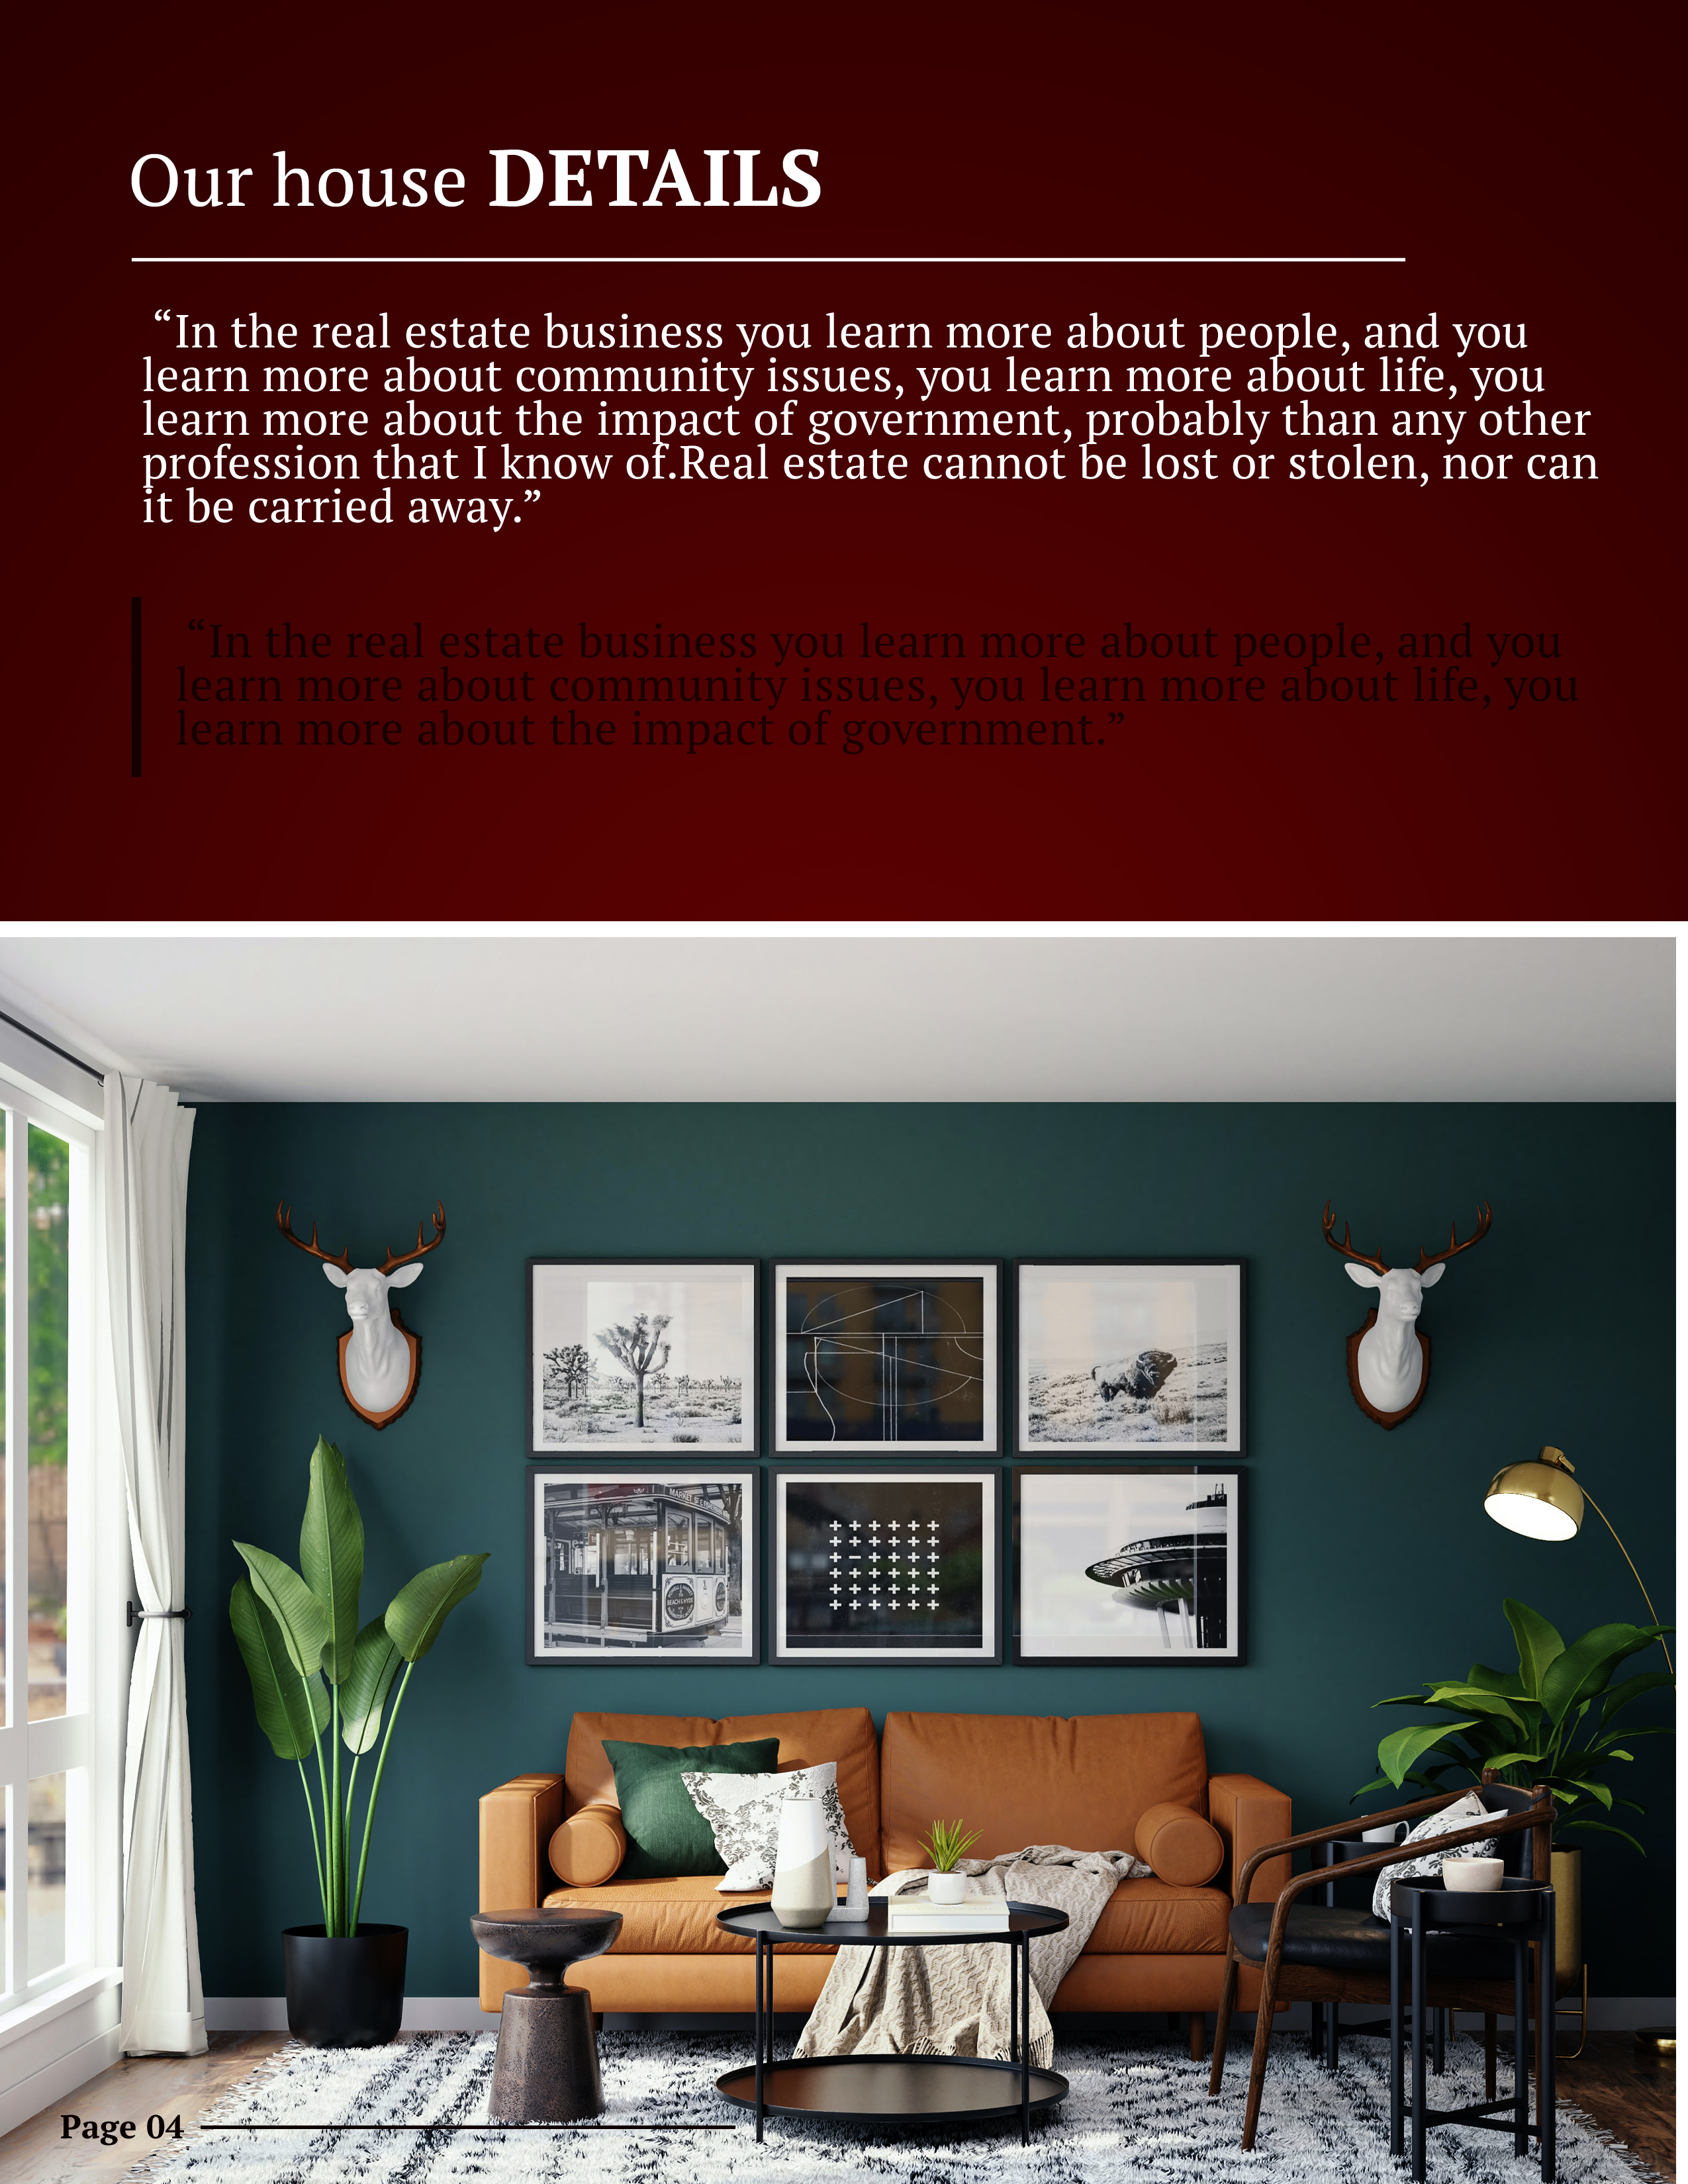 Our house DETAILS
“In the real estate business you learn more about people, and you
learn more about community issues, you learn more about life, you
learn more about the impact of government, probably than any other
profession that I know of.Real estate cannot be lost or stolen, nor can
it be carried away.”
“In the real estate business you learn more about people, and you
learn more about community issues, you learn more about life, you
learn more about the impact of government.”
MARKET
BEACH & HYDE
Page 04